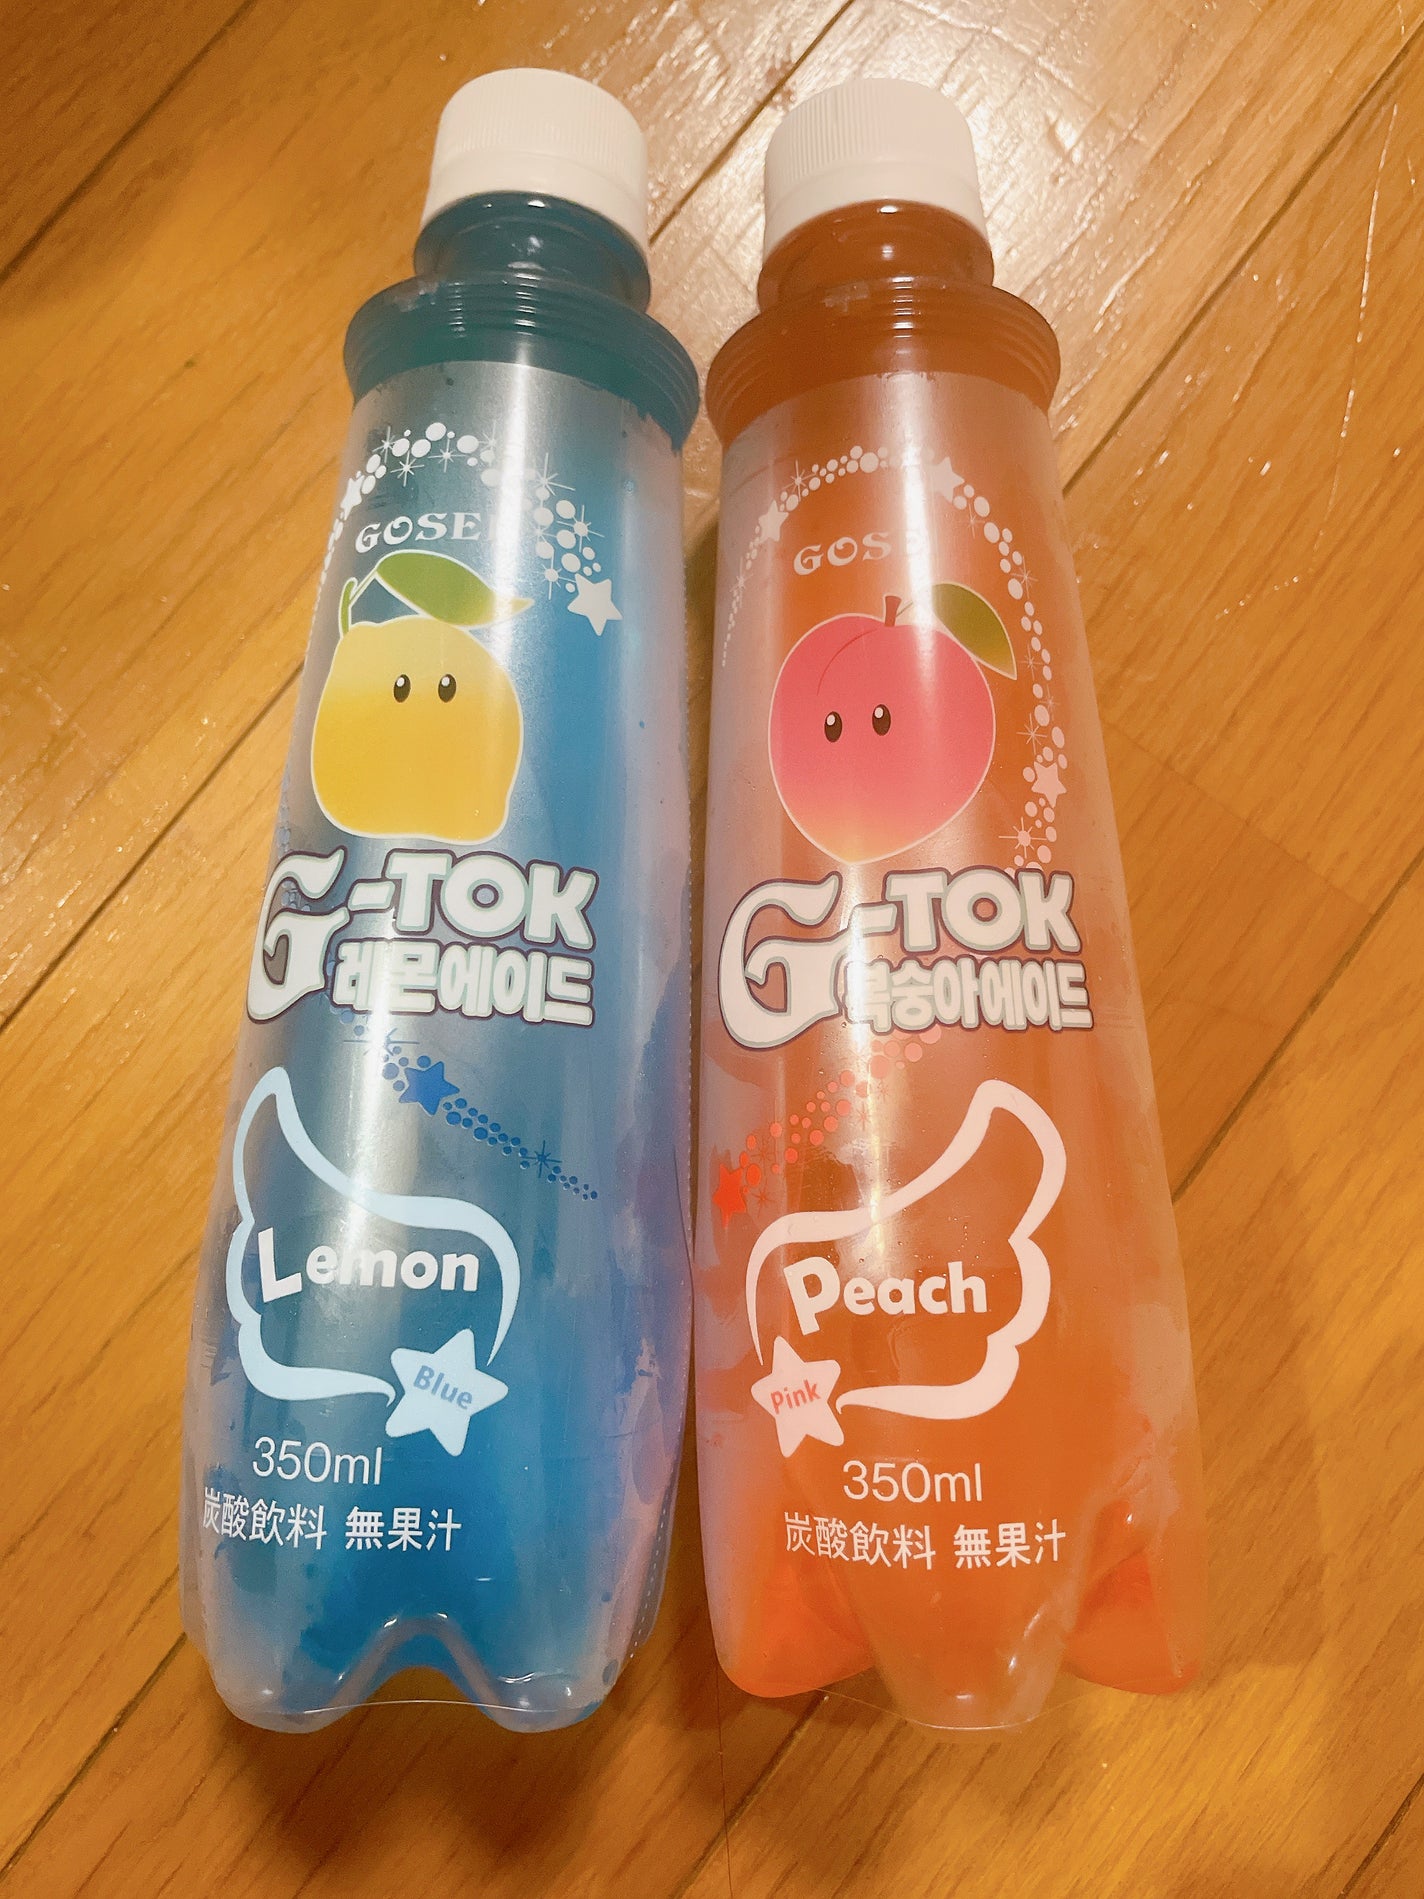 GOSE
G-TOK
레몬에이드
Lemon
Blue
350ml
炭酸飲料 無果汁
GOS
G-TOK
복숭아에이드
Peach
Pink
350ml
炭酸飲料 無果汁